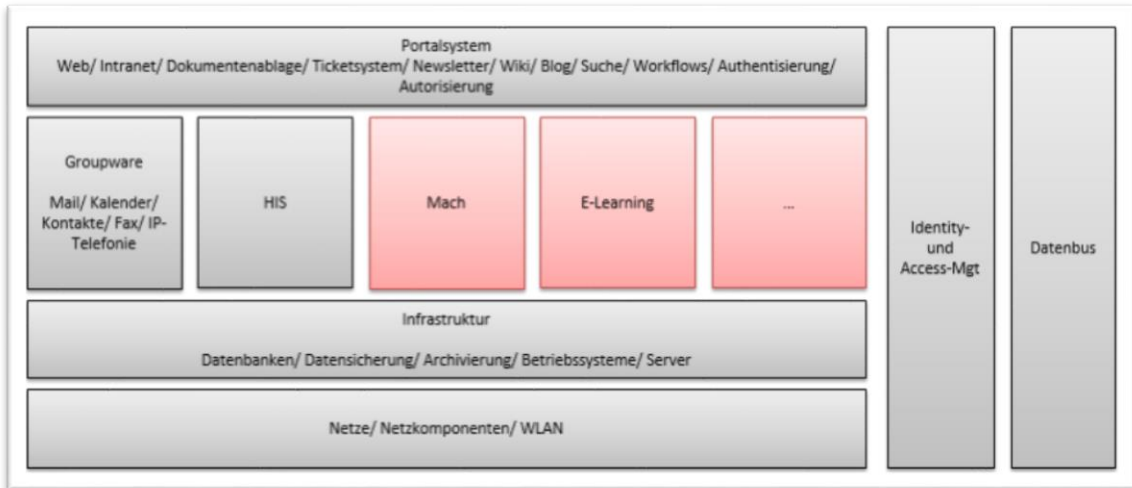 Portalsystem
Web/ Intranet/ Dokumentenablage/ Ticketsystem/ Newsletter/ Wiki/ Blog/ Suche/ Workflows/ Authentisierung/
Autorisierung
Groupware
Mail/ Kalender/
Kontakte/ Fax/ IP-
Telefonie
HIS
Mach
E-Learning
...
Identity-
und
Access-Mgt
Datenbus
Infrastruktur
Datenbanken/ Datensicherung/ Archivierung/ Betriebssysteme/ Server
Netze/ Netzkomponenten/ WLAN